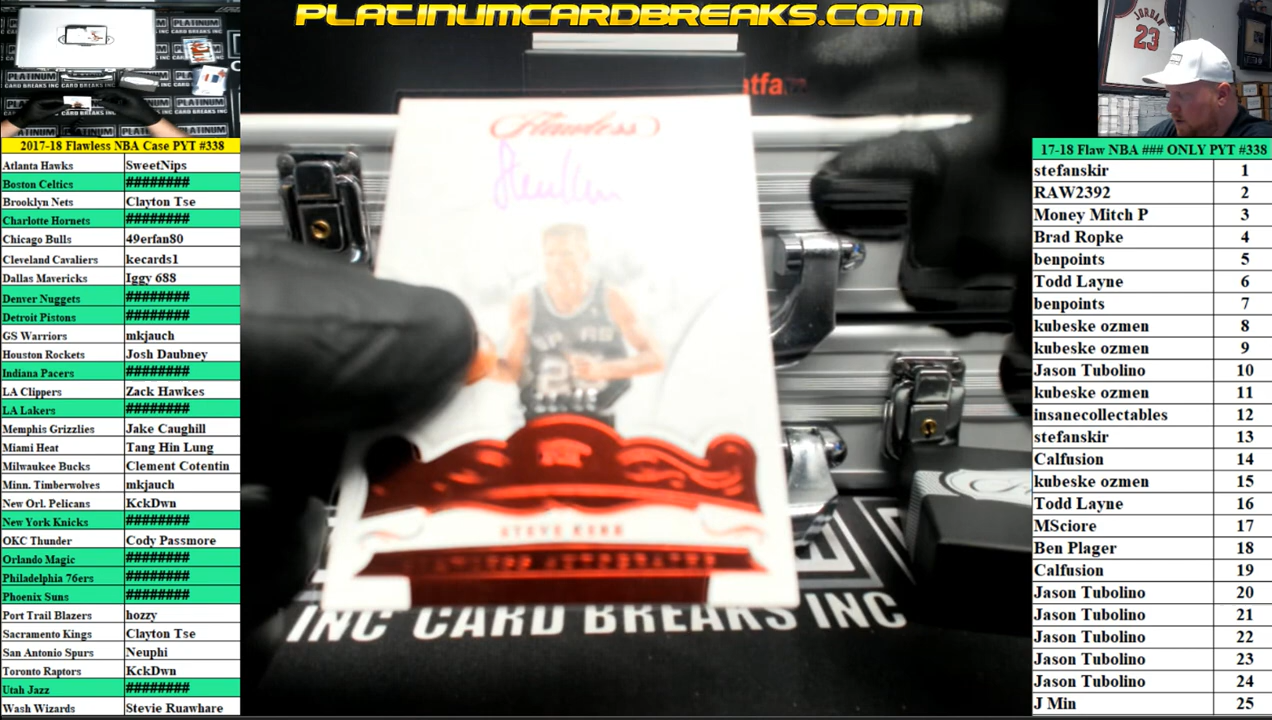 PLATINUMCARDBREAKS.COM
2017-18 Flawless NBA Case PYT #338
Atlanta Hawks SweetNips
Boston Celtics ########
Brooklyn Nets Clayton Tse
Charlotte Hornets ########
Chicago Bulls 49erfan80
Cleveland Cavaliers kecards1
Dallas Mavericks Iggy 688
Denver Nuggets ########
Detroit Pistons ########
GS Warriors mkjauch
Houston Rockets Josh Daubney
Indiana Pacers ########
LA Clippers Zack Hawkes
LA Lakers ########
Memphis Grizzlies Jake Caughill
Miami Heat Tang Hin Lung
Milwaukee Bucks Clement Cotentin
Minn. Timberwolves mkjauch
New Orl. Pelicans KckDwn
New York Knicks ########
OKC Thunder Cody Passmore
Orlando Magic ########
Philadelphia 76ers ########
Phoenix Suns ########
Port Trail Blazers hozzy
Sacramento Kings Clayton Tse
San Antonio Spurs Neuphi
Toronto Raptors KckDwn
Utah Jazz ########
Wash Wizards Stevie Ruawhare
Flawless
STEVE KERR
INC CARD BREAKS INC
JORDAN
23
17-18 Flaw NBA ### ONLY PYT #338
stefanskir 1
RAW2392 2
Money Mitch P 3
Brad Ropke 4
benpoints 5
Todd Layne 6
benpoints 7
kubeske ozmen 8
kubeske ozmen 9
Jason Tubolino 10
kubeske ozmen 11
insanecollectables 12
stefanskir 13
Calfusion 14
kubeske ozmen 15
Todd Layne 16
MSciore 17
Ben Plager 18
Calfusion 19
Jason Tubolino 20
Jason Tubolino 21
Jason Tubolino 22
Jason Tubolino 23
Jason Tubolino 24
J Min 25